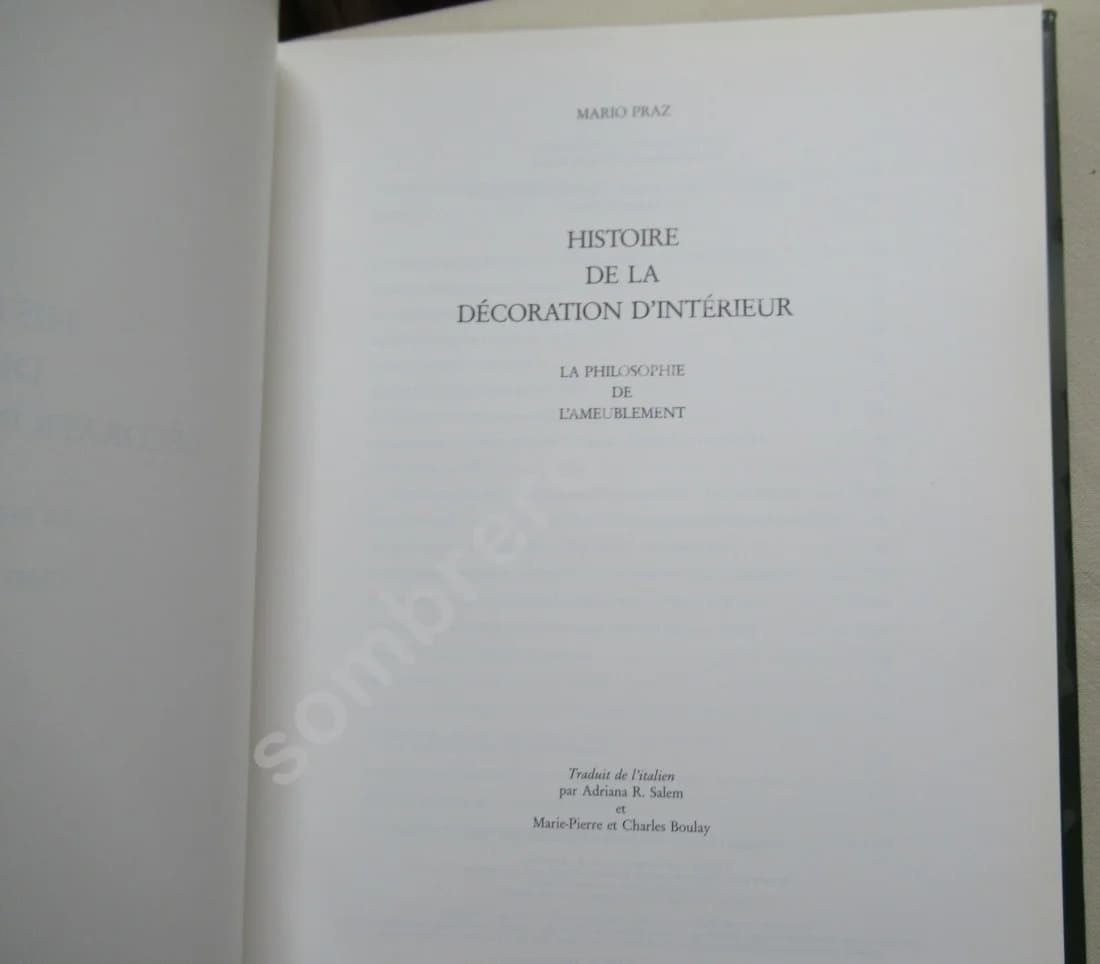 MARIO PRAZ
HISTOIRE
DE LA
DÉCORATION D'INTÉRIEUR
LA PHILOSOPHIE
DE
L'AMEUBLEMENT
Traduit de l'italien
par Adriana R. Salem
et
Marie-Pierre et Charles Boulay
sombrero